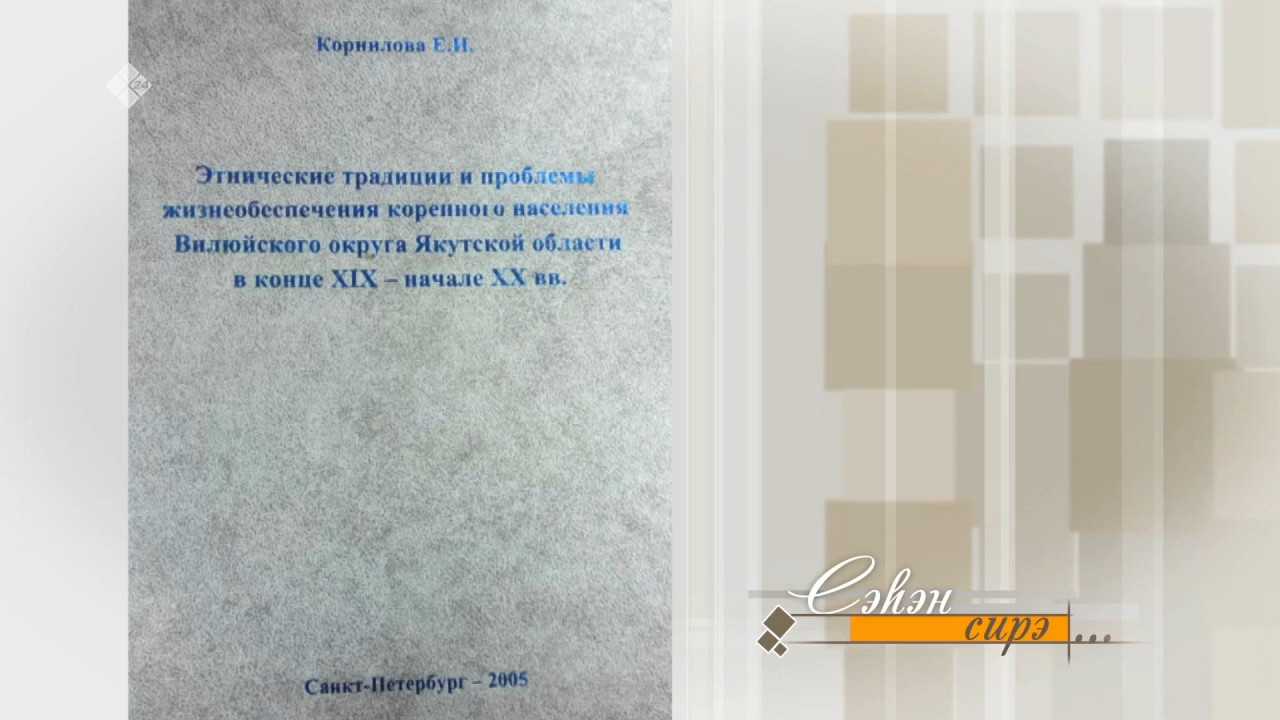 Корнилова Е.И.
Этнические традиции и проблемы
жизнеобеспечения коренного населения
Вилюйского округа Якутской области
в конце XIX – начале XX вв.
Санкт-Петербург – 2005
24
Сэһэн
сирэ...